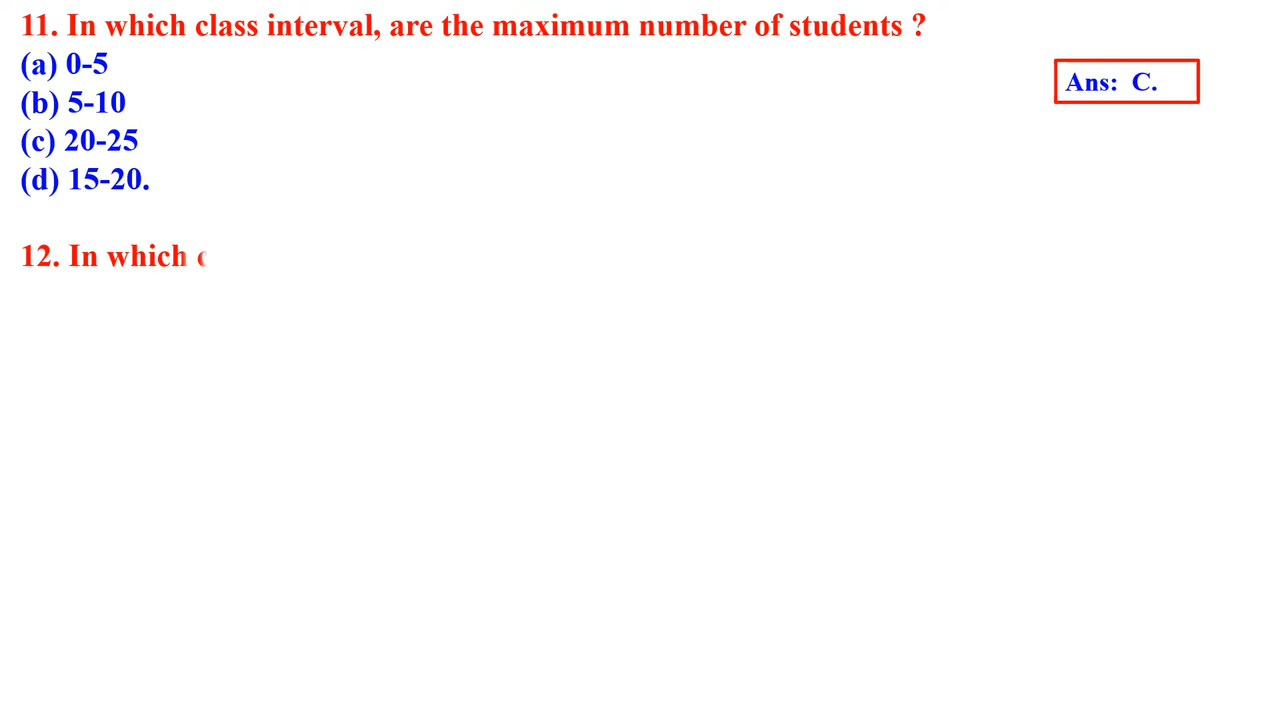 11. In which class interval, are the maximum number of students ?
(a) 0-5
Ans: C.
(b) 5-10
(c) 20-25
(d) 15-20.
12. In which